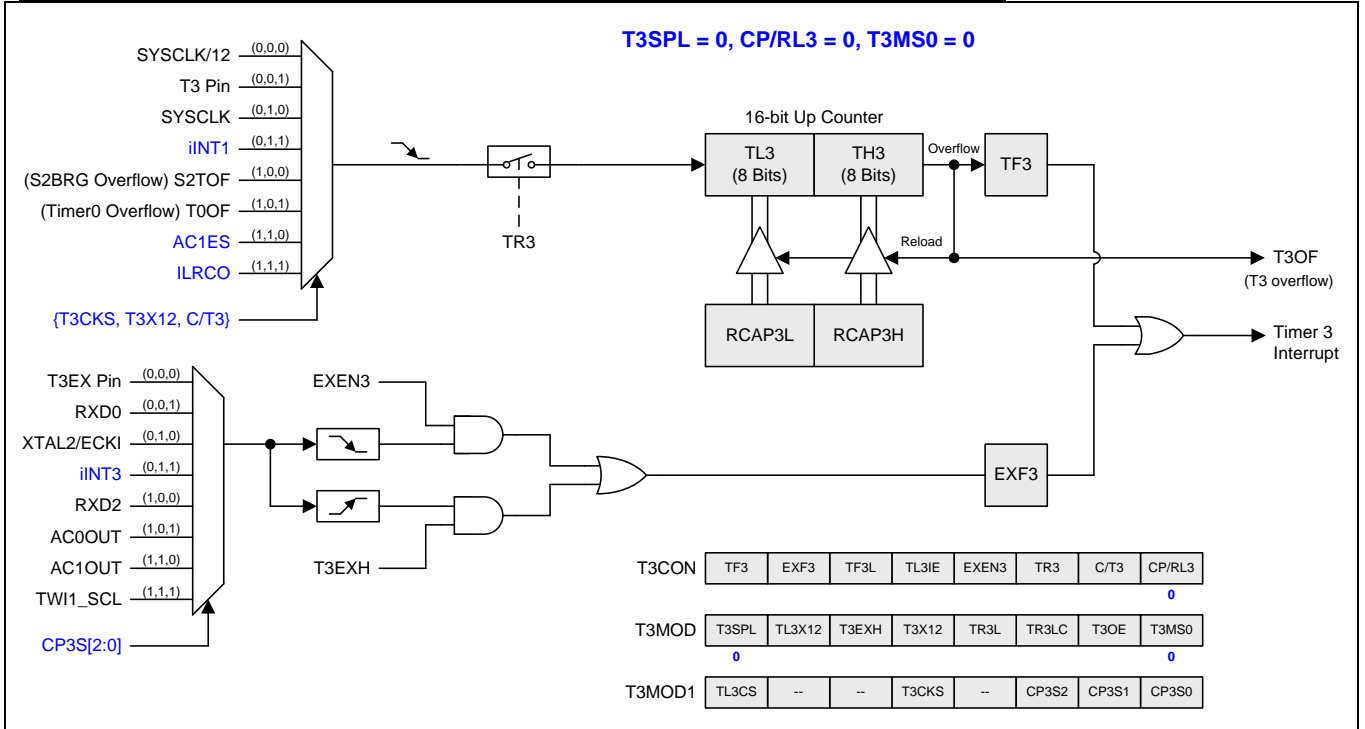 T3SPL = 0, CP/RL3 = 0, T3MS0 = 0
SYSCLK/12 (0,0,0)
T3 Pin (0,0,1)
SYSCLK (0,1,0)
iINT1 (0,1,1)
(S2BRG Overflow) S2TOF (1,0,0)
(Timer0 Overflow) T0OF (1,0,1)
AC1ES (1,1,0)
ILRCO (1,1,1)
{T3CKS, T3X12, C/T3}
TR3
16-bit Up Counter
TL3 (8 Bits)
TH3 (8 Bits)
Overflow
TF3
Reload
T3OF
(T3 overflow)
RCAP3L RCAP3H
Timer 3
Interrupt
T3EX Pin (0,0,0)
RXD0 (0,0,1)
XTAL2/ECKI (0,1,0)
iINT3 (0,1,1)
RXD2 (1,0,0)
AC0OUT (1,0,1)
AC1OUT (1,1,0)
TWI1_SCL (1,1,1)
CP3S[2:0]
EXEN3
T3EXH
EXF3
T3CON TF3 EXF3 TF3L TL3IE EXEN3 TR3 C/T3 CP/RL3
0
T3MOD T3SPL TL3X12 T3EXH T3X12 TR3L TR3LC T3OE T3MS0
0 0
T3MOD1 TL3CS -- -- T3CKS -- CP3S2 CP3S1 CP3S0